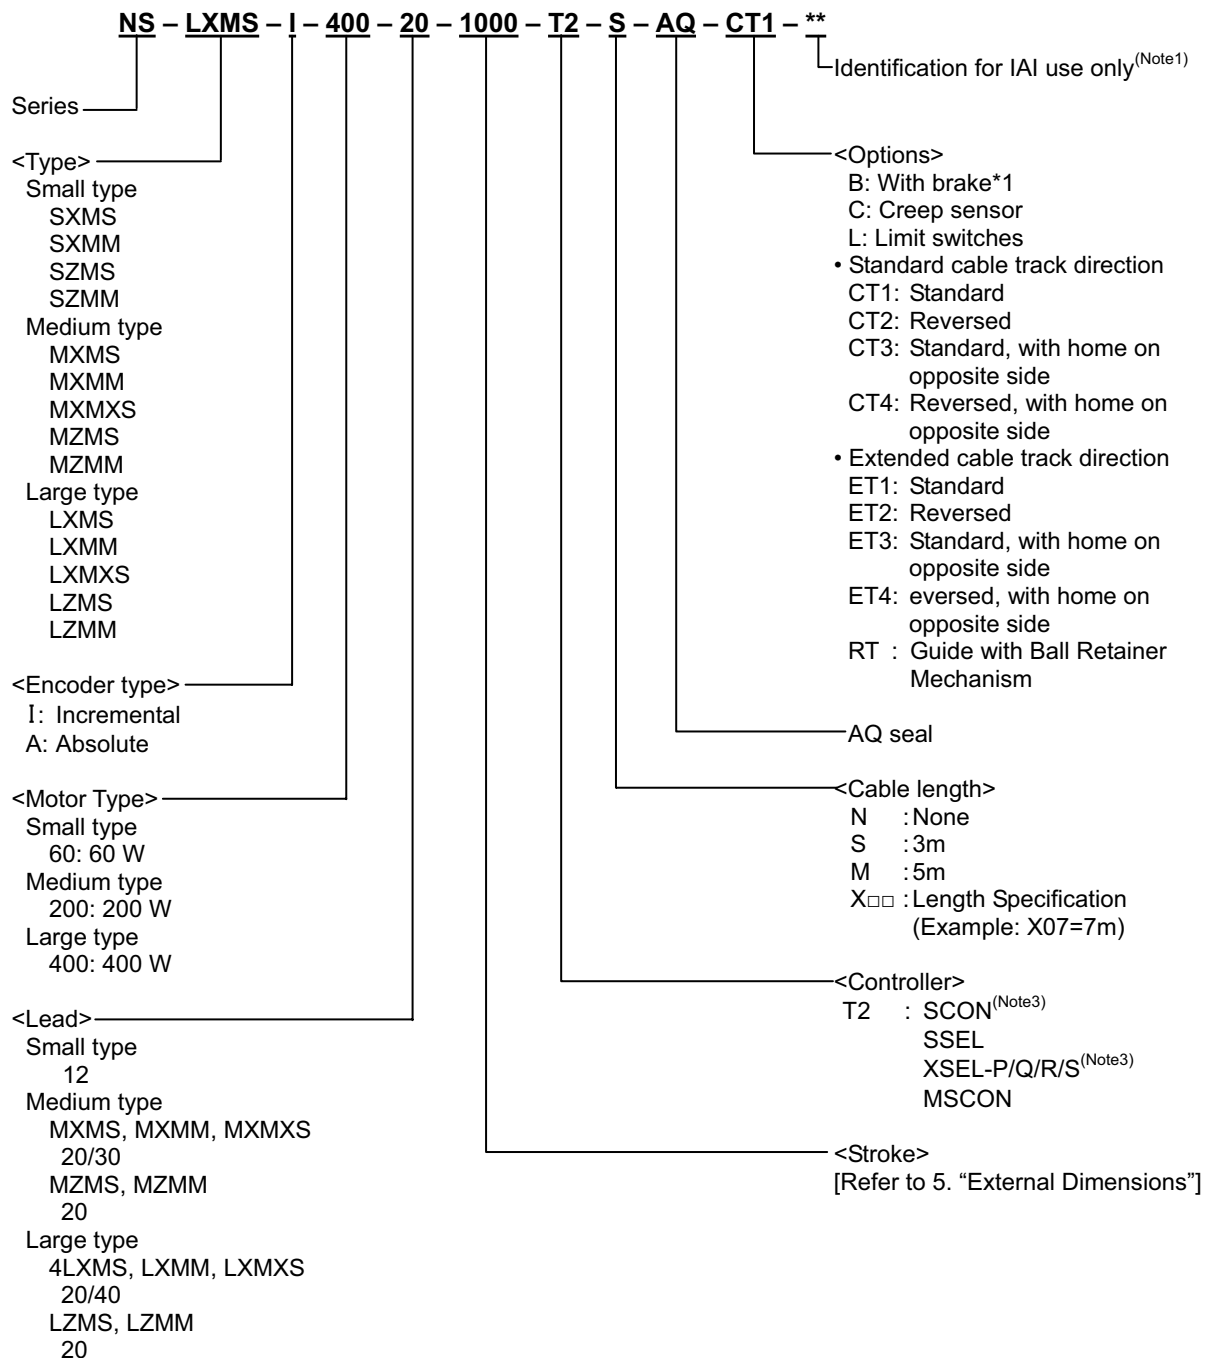 NS – LXMS – I – 400 – 20 – 1000 – T2 – S – AQ – CT1 – **
Identification for IAI use only(Note1)
Series
<Type>
Small type
SXMS
SXMM
SZMS
SZMM
Medium type
MXMS
MXMM
MXMXS
MZMS
MZMM
Large type
LXMS
LXMM
LXMXS
LZMS
LZMM
<Encoder type>
I: Incremental
A: Absolute
<Motor Type>
Small type
60: 60 W
Medium type
200: 200 W
Large type
400: 400 W
<Lead>
Small type
12
Medium type
MXMS, MXMM, MXMXS
20/30
MZMS, MZMM
20
Large type
4LXMS, LXMM, LXMXS
20/40
LZMS, LZMM
20
<Options>
B: With brake*1
C: Creep sensor
L: Limit switches
• Standard cable track direction
CT1: Standard
CT2: Reversed
CT3: Standard, with home on
opposite side
CT4: Reversed, with home on
opposite side
• Extended cable track direction
ET1: Standard
ET2: Reversed
ET3: Standard, with home on
opposite side
ET4: eversed, with home on
opposite side
RT : Guide with Ball Retainer
Mechanism
AQ seal
<Cable length>
N : None
S : 3m
M : 5m
X□□ : Length Specification
(Example: X07=7m)
<Controller>
T2 : SCON(Note3)
SSEL
XSEL-P/Q/R/S(Note3)
MSCON
<Stroke>
[Refer to 5. “External Dimensions”]